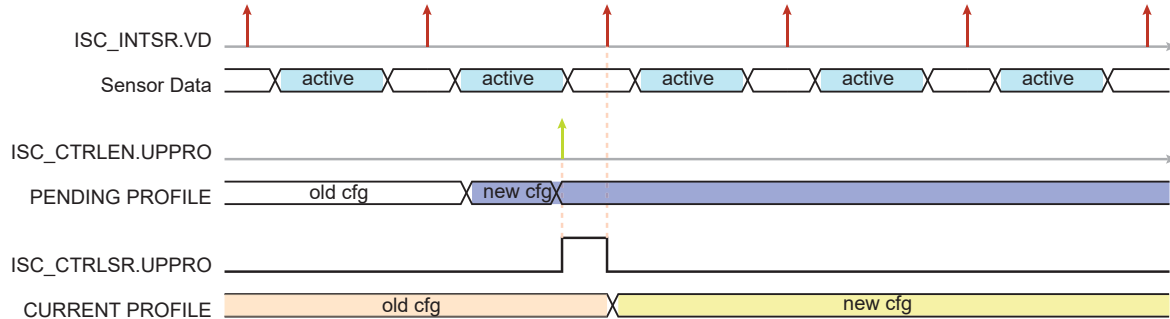 ISC_INTSR.VD
Sensor Data active active active active active
ISC_CTRLEN.UPPRO
PENDING PROFILE old cfg new cfg
ISC_CTRLSR.UPPRO
CURRENT PROFILE old cfg new cfg